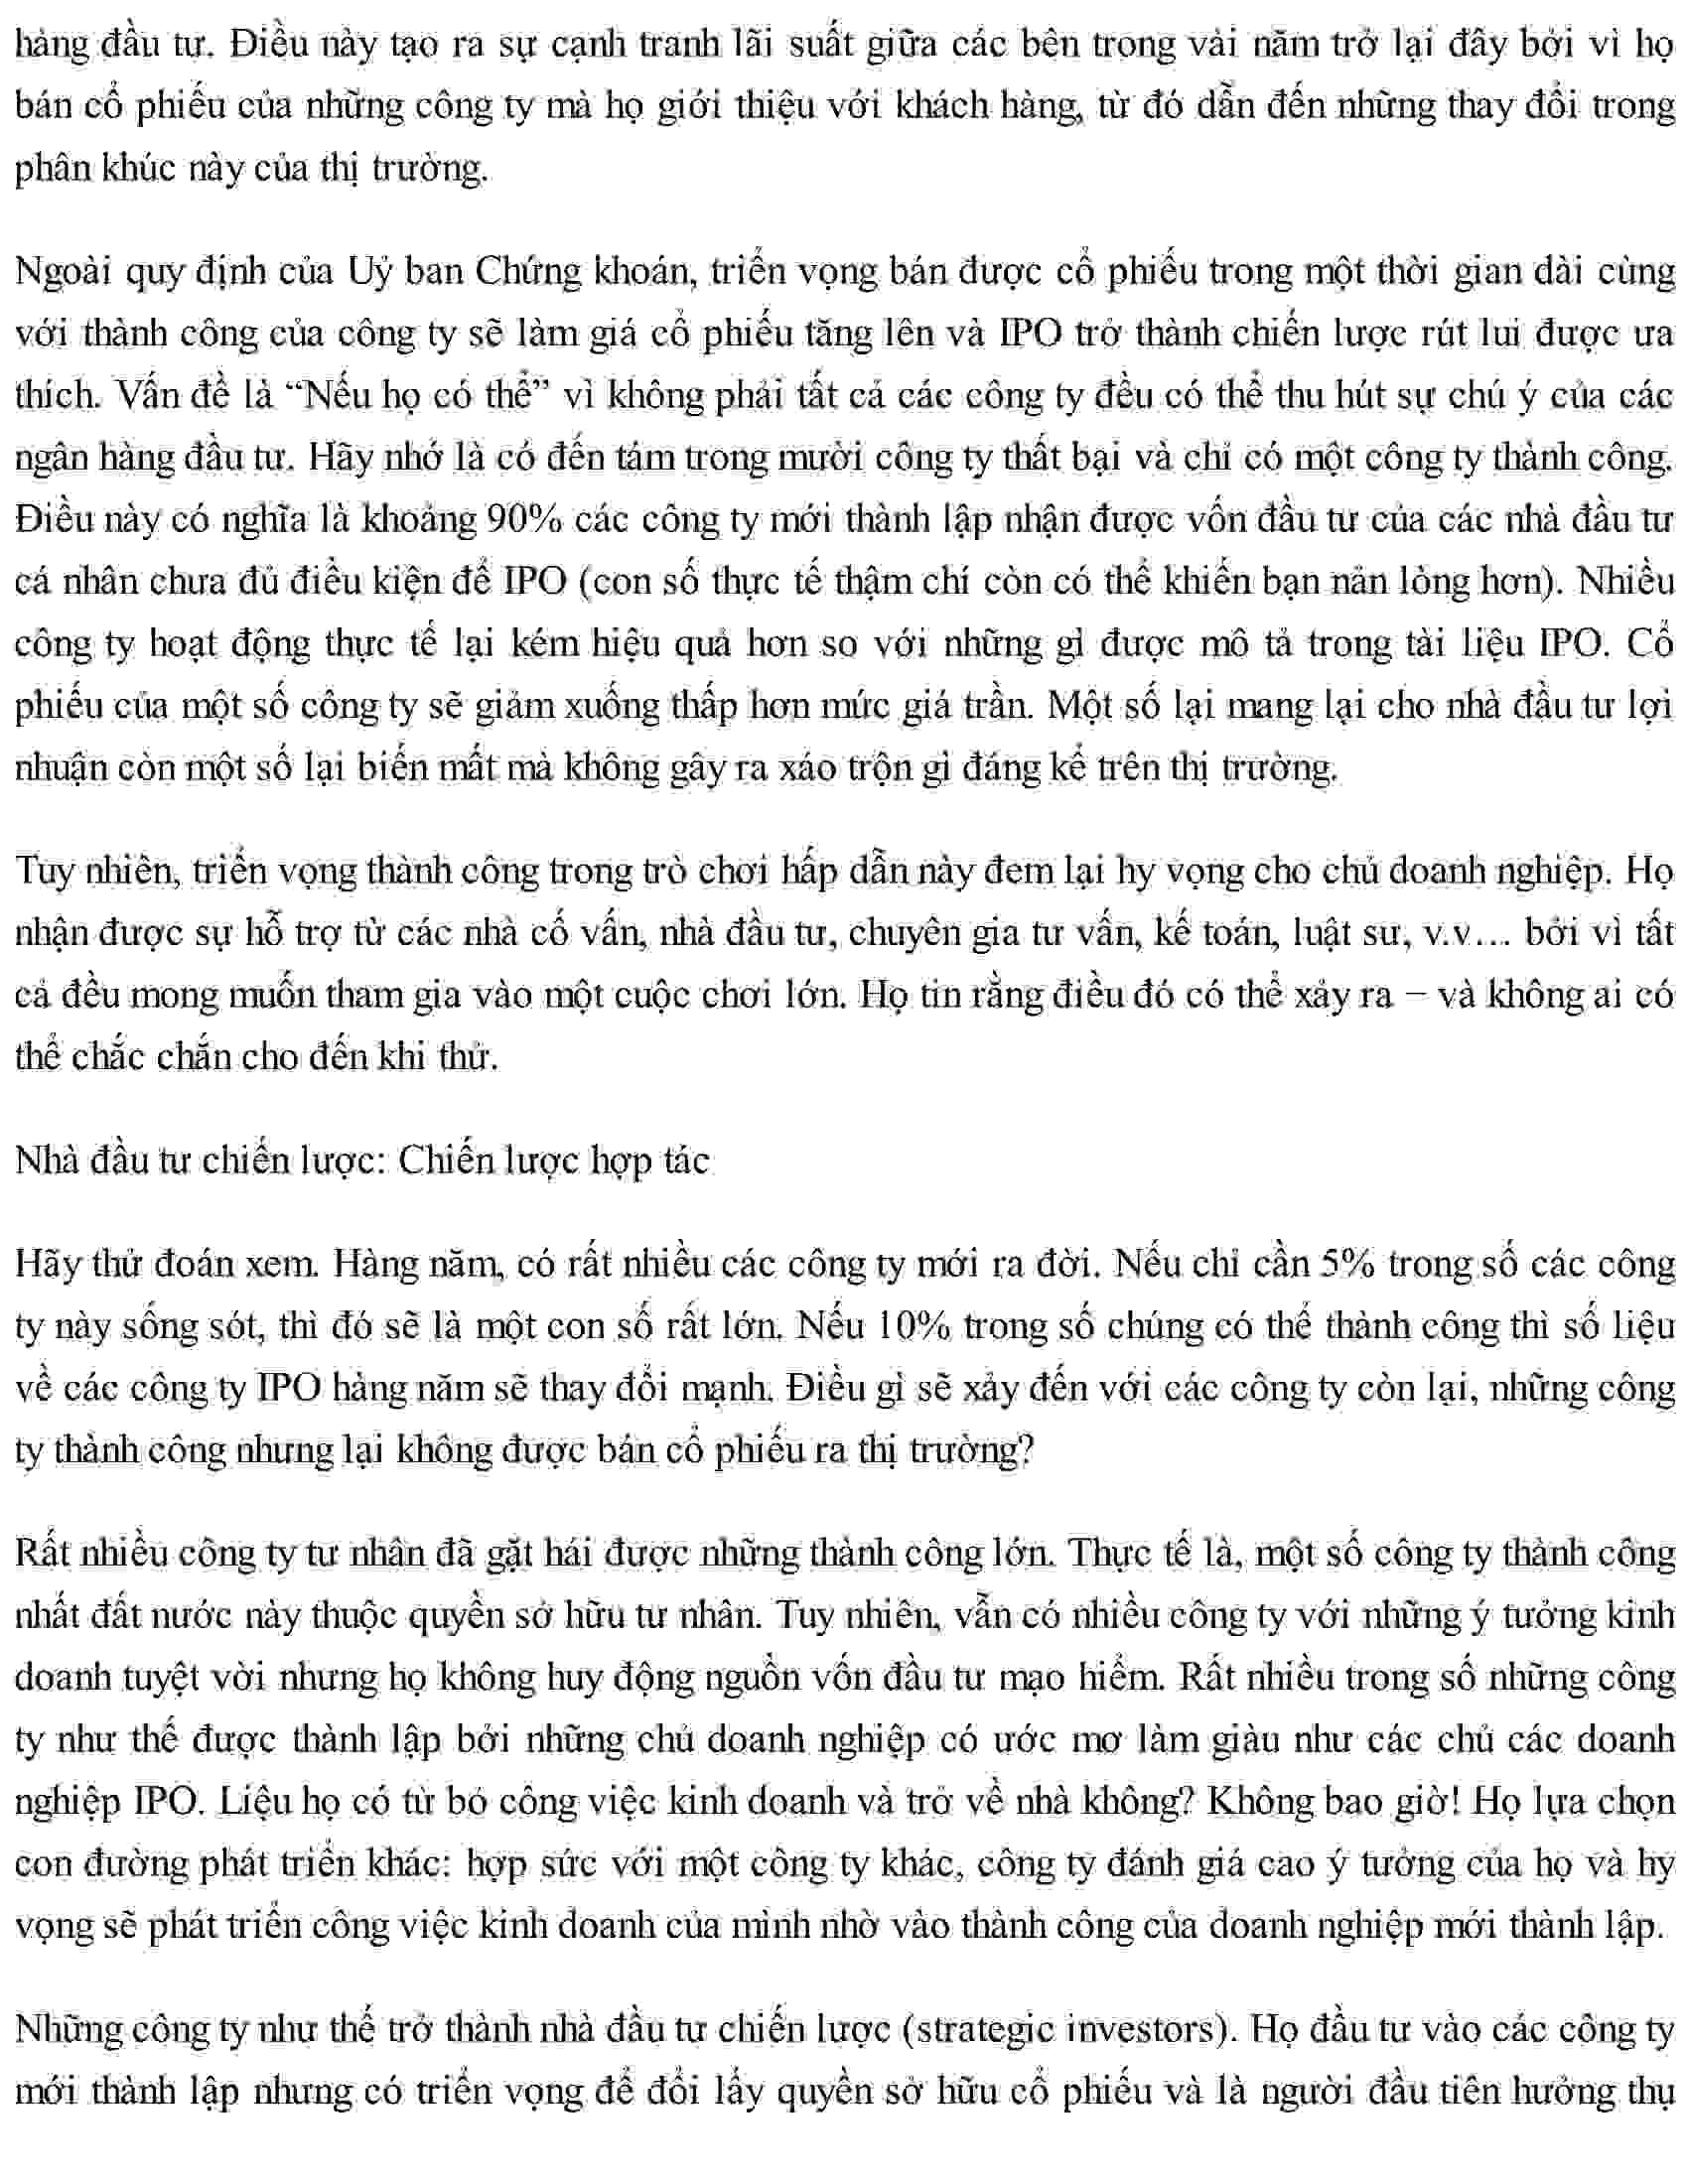 hàng đầu tư. Điều này tạo ra sự cạnh tranh lãi suất giữa các bên trong vài năm trở lại đây bởi vì họ
bán cổ phiếu của những công ty mà họ giới thiệu với khách hàng, từ đó dẫn đến những thay đổi trong
phân khúc này của thị trường.
Ngoài quy định của Uỷ ban Chứng khoán, triển vọng bán được cổ phiếu trong một thời gian dài cùng
với thành công của công ty sẽ làm giá cổ phiếu tăng lên và IPO trở thành chiến lược rút lui được ưa
thích. Vấn đề là “Nếu họ có thể” vì không phải tất cả các công ty đều có thể thu hút sự chú ý của các
ngân hàng đầu tư. Hãy nhớ là có đến tám trong mười công ty thất bại và chỉ có một công ty thành công.
Điều này có nghĩa là khoảng 90% các công ty mới thành lập nhận được vốn đầu tư của các nhà đầu tư
cá nhân chưa đủ điều kiện để IPO (con số thực tế thậm chí còn có thể khiến bạn nản lòng hơn). Nhiều
công ty hoạt động thực tế lại kém hiệu quả hơn so với những gì được mô tả trong tài liệu IPO. Cổ
phiếu của một số công ty sẽ giảm xuống thấp hơn mức giá trần. Một số lại mang lại cho nhà đầu tư lợi
nhuận còn một số lại biến mất mà không gây ra xáo trộn gì đáng kể trên thị trường.
Tuy nhiên, triển vọng thành công trong trò chơi hấp dẫn này đem lại hy vọng cho chủ doanh nghiệp. Họ
nhận được sự hỗ trợ từ các nhà cố vấn, nhà đầu tư, chuyên gia tư vấn, kế toán, luật sư, v.v… bởi vì tất
cả đều mong muốn tham gia vào một cuộc chơi lớn. Họ tin rằng điều đó có thể xảy ra – và không ai có
thể chắc chắn cho đến khi thử.
Nhà đầu tư chiến lược: Chiến lược hợp tác
Hãy thử đoán xem. Hàng năm, có rất nhiều các công ty mới ra đời. Nếu chỉ cần 5% trong số các công
ty này sống sót, thì đó sẽ là một con số rất lớn. Nếu 10% trong số chúng có thể thành công thì số liệu
về các công ty IPO hàng năm sẽ thay đổi mạnh. Điều gì sẽ xảy đến với các công ty còn lại, những công
ty thành công nhưng lại không được bán cổ phiếu ra thị trường?
Rất nhiều công ty tư nhân đã gặt hái được những thành công lớn. Thực tế là, một số công ty thành công
nhất đất nước này thuộc quyền sở hữu tư nhân. Tuy nhiên, vẫn có nhiều công ty với những ý tưởng kinh
doanh tuyệt vời nhưng họ không huy động nguồn vốn đầu tư mạo hiểm. Rất nhiều trong số những công
ty như thế được thành lập bởi những chủ doanh nghiệp có ước mơ làm giàu như các chủ các doanh
nghiệp IPO. Liệu họ có từ bỏ công việc kinh doanh và trở về nhà không? Không bao giờ! Họ lựa chọn
con đường phát triển khác: hợp sức với một công ty khác, công ty đánh giá cao ý tưởng của họ và hy
vọng sẽ phát triển công việc kinh doanh của mình nhờ vào thành công của doanh nghiệp mới thành lập.
Những công ty như thế trở thành nhà đầu tư chiến lược (strategic investors). Họ đầu tư vào các công ty
mới thành lập nhưng có triển vọng để đổi lấy quyền sở hữu cổ phiếu và là người đầu tiên hưởng thụ